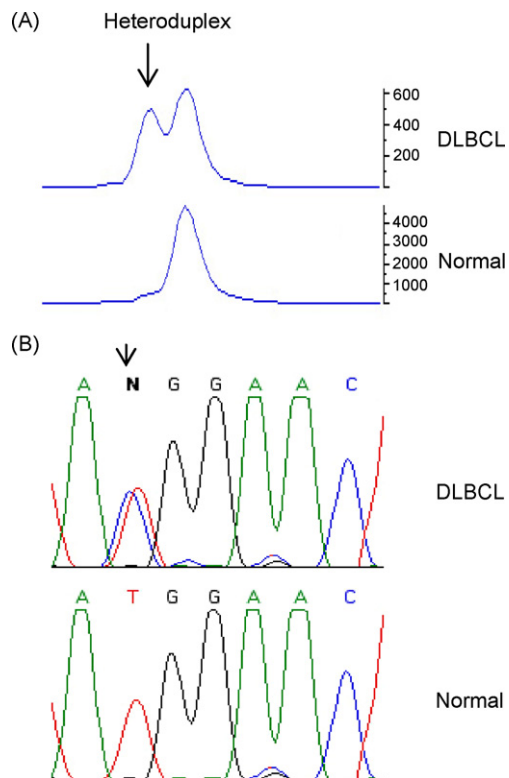 (A)
Heteroduplex
600
400
200
DLBCL
4000
3000
2000
1000
Normal
(B)
A N G G A A C
DLBCL
A T G G A A C
Normal